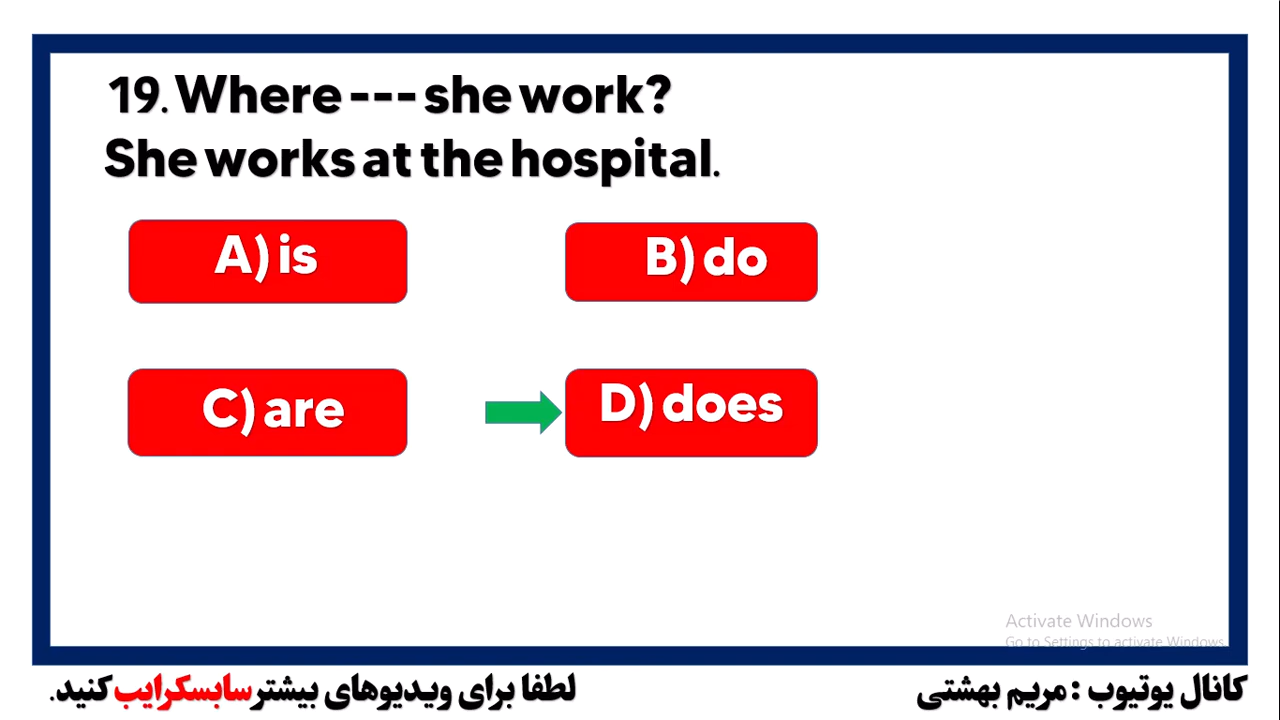 19. Where --- she work?
She works at the hospital.
A) is
B) do
C) are
D) does
Activate Windows
Go to Settings to activate Windows.
کانال یوتیوب : مریم بهشتی
لطفا برای ویدیوهای بیشتر سابسکرایب کنید.